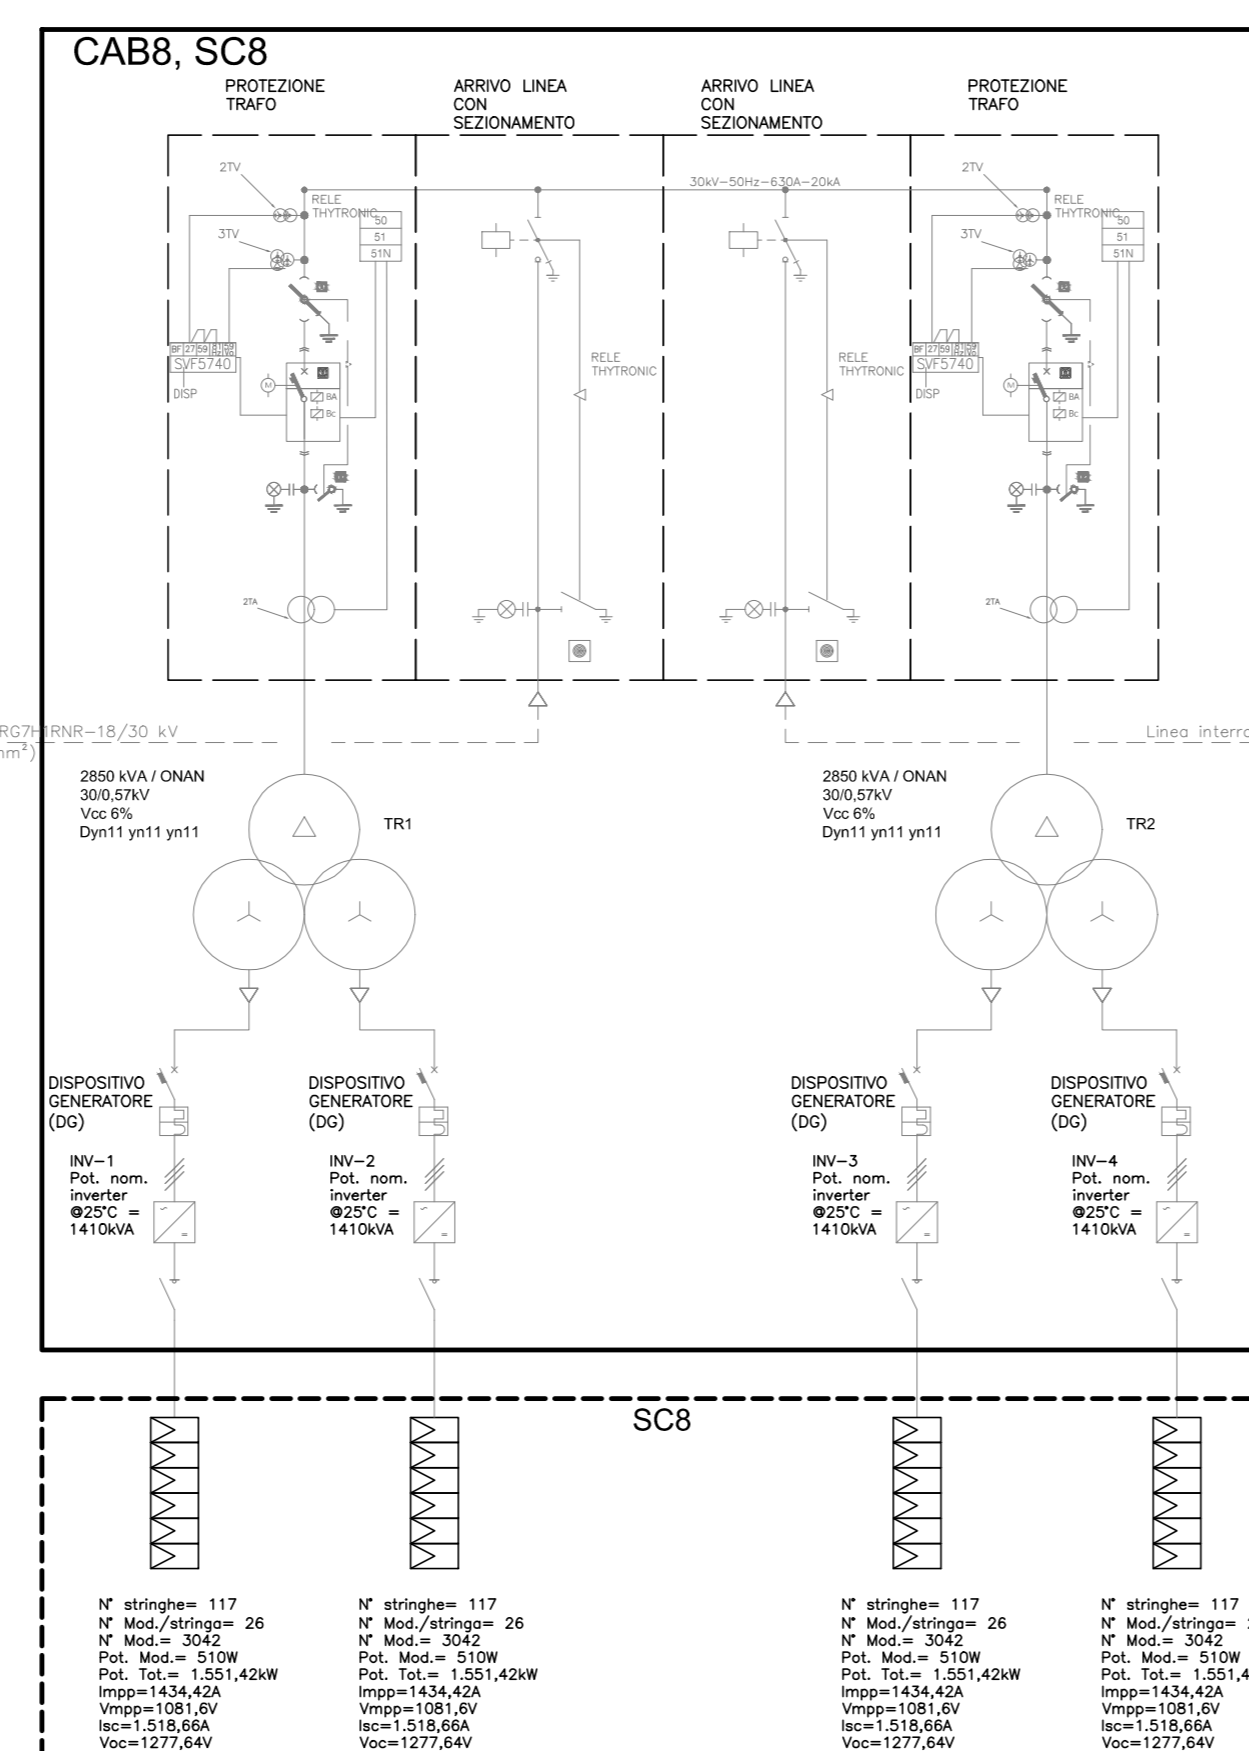 CAB8, SC8
PROTEZIONE
TRAFO
ARRIVO LINEA
CON
SEZIONAMENTO
ARRIVO LINEA
CON
SEZIONAMENTO
PROTEZIONE
TRAFO
2TV
RELE
THYTRONIC
50
51
51N
3TV
30kV-50Hz-630A-20kA
2TV
RELE
THYTRONIC
50
51
51N
3TV
BF 27 59
SVF5740
DISP
M
BA
Bc
RELE
THYTRONIC
RELE
THYTRONIC
BF 27 59
SVF5740
DISP
M
BA
Bc
2TA
2TA
RG7H1RNR-18/30 kV
mm²)
Linea interr
2850 kVA / ONAN
30/0,57kV
Vcc 6%
Dyn11 yn11 yn11
TR1
2850 kVA / ONAN
30/0,57kV
Vcc 6%
Dyn11 yn11 yn11
TR2
DISPOSITIVO
GENERATORE
(DG)
DISPOSITIVO
GENERATORE
(DG)
DISPOSITIVO
GENERATORE
(DG)
DISPOSITIVO
GENERATORE
(DG)
INV-1
Pot. nom.
inverter
@25°C =
1410kVA
INV-2
Pot. nom.
inverter
@25°C =
1410kVA
INV-3
Pot. nom.
inverter
@25°C =
1410kVA
INV-4
Pot. nom.
inverter
@25°C =
1410kVA
SC8
N° stringhe= 117
N° Mod./stringa= 26
N° Mod.= 3042
Pot. Mod.= 510W
Pot. Tot.= 1.551,42kW
Impp=1434,42A
Vmpp=1081,6V
Isc=1.518,66A
Voc=1277,64V
N° stringhe= 117
N° Mod./stringa= 26
N° Mod.= 3042
Pot. Mod.= 510W
Pot. Tot.= 1.551,42kW
Impp=1434,42A
Vmpp=1081,6V
Isc=1.518,66A
Voc=1277,64V
N° stringhe= 117
N° Mod./stringa= 26
N° Mod.= 3042
Pot. Mod.= 510W
Pot. Tot.= 1.551,42kW
Impp=1434,42A
Vmpp=1081,6V
Isc=1.518,66A
Voc=1277,64V
N° stringhe= 117
N° Mod./stringa=
N° Mod.= 3042
Pot. Mod.= 510W
Pot. Tot.= 1.551,4
Impp=1434,42A
Vmpp=1081,6V
Isc=1.518,66A
Voc=1277,64V